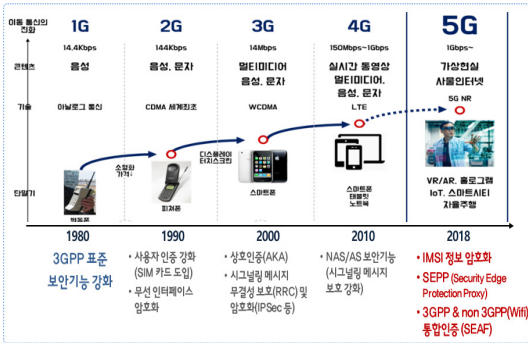 이동 통신의
진화
1G
2G
3G
4G
5G
14.4Kbps
144Kbps
14Mbps
150Mbps~1Gbps
1Gbps~
콘텐츠
음성
음성, 문자
멀티미디어
음성, 문자
실시간 동영상
멀티미디어,
음성, 문자
가상현실
사물인터넷
기술
아날로그 통신
CDMA 세계최초
WCDMA
LTE
5G NR
소형화
가격↓
디스플레이
터치스크린
단말기
벽돌폰
피처폰
스마트폰
스마트폰
태블릿
노트북
VR/AR, 홀로그램
IoT, 스마트시티
자율주행
1980
1990
2000
2010
2018
3GPP 표준
보안기능 강화
• 사용자 인증 강화
(SIM 카드 도입)
• 무선 인터페이스
암호화
• 상호인증(AKA)
• 시그널링 메시지
무결성 보호(RRC) 및
암호화(IPSec 등)
• NAS/AS 보안기능
(시그널링 메시지
보호 강화)
• IMSI 정보 암호화
• SEPP (Security Edge
Protection Proxy)
• 3GPP & non 3GPP(Wifi)
통합인증 (SEAF)